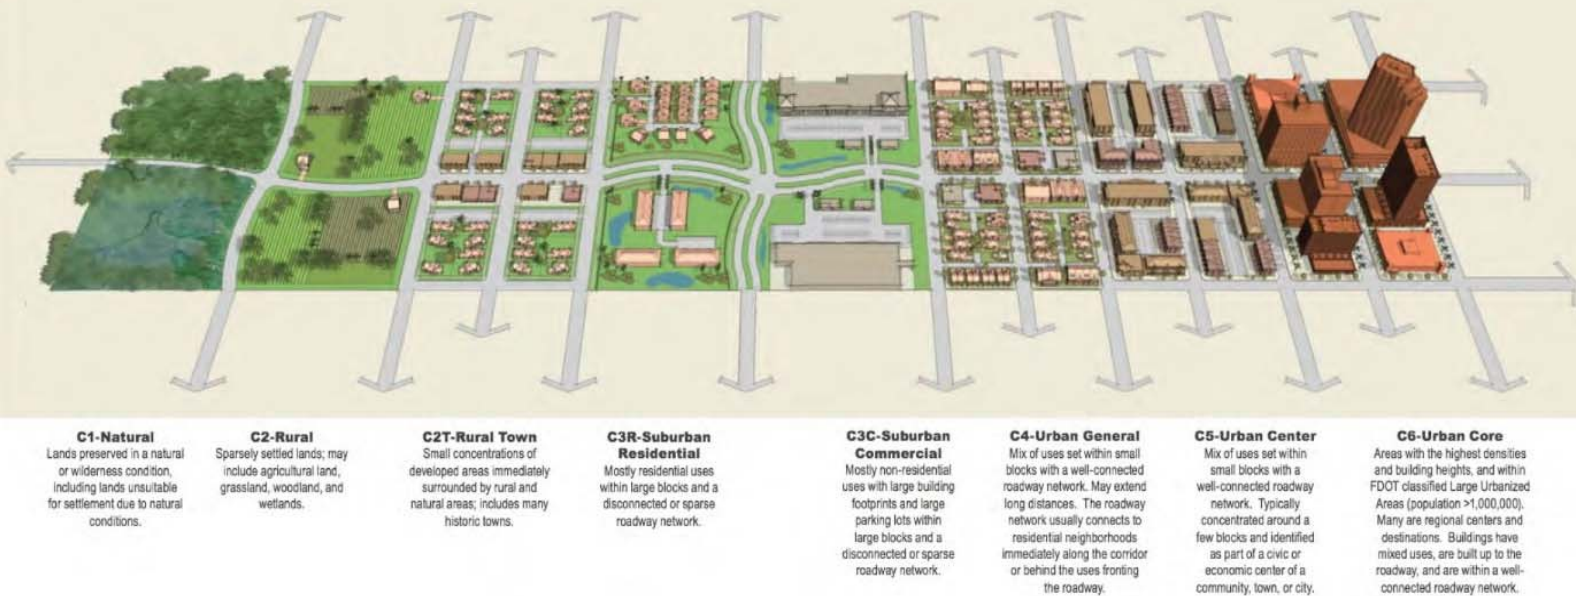 C1-Natural
Lands preserved in a natural
or wilderness condition,
including lands unsuitable
for settlement due to natural
conditions.
C2-Rural
Sparsely settled lands; may
include agricultural land,
grassland, woodland, and
wetlands.
C2T-Rural Town
Small concentrations of
developed areas immediately
surrounded by rural and
natural areas; includes many
historic towns.
C3R-Suburban
Residential
Mostly residential uses
within large blocks and a
disconnected or sparse
roadway network.
C3C-Suburban
Commercial
Mostly non-residential
uses with large building
footprints and large
parking lots within
large blocks and a
disconnected or sparse
roadway network.
C4-Urban General
Mix of uses set within small
blocks with a well-connected
roadway network. May extend
long distances. The roadway
network usually connects to
residential neighborhoods
immediately along the corridor
or behind the uses fronting
the roadway.
C5-Urban Center
Mix of uses set within
small blocks with a
well-connected roadway
network. Typically
concentrated around a
few blocks and identified
as part of a civic or
economic center of a
community, town, or city.
C6-Urban Core
Areas with the highest densities
and building heights, and within
FDOT classified Large Urbanized
Areas (population >1,000,000).
Many are regional centers and
destinations. Buildings have
mixed uses, are built up to the
roadway, and are within a well-
connected roadway network.